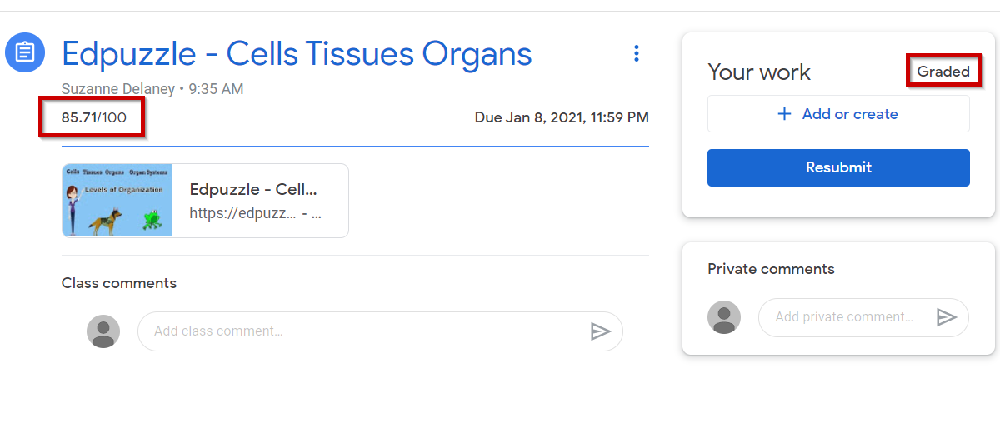 Edpuzzle - Cells Tissues Organs
Suzanne Delaney • 9:35 AM
85.71/100
Due Jan 8, 2021, 11:59 PM
Cells Tissues Organs Organ Systems
Levels of Organization
Edpuzzle - Cell...
https://edpuzz... - ...
Class comments
Add class comment...
Your work
Graded
+ Add or create
Resubmit
Private comments
Add private comment...